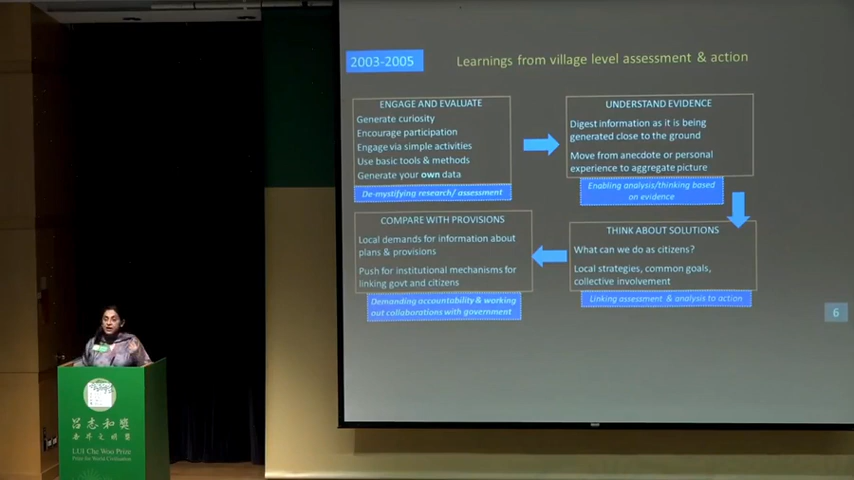 2003-2005
Learnings from village level assessment & action
ENGAGE AND EVALUATE
Generate curiosity
Encourage participation
Engage via simple activities
Use basic tools & methods
Generate your own data
De-mystifying research/ assessment
UNDERSTAND EVIDENCE
Digest information as it is being
generated close to the ground
Move from anecdote or personal
experience to aggregate picture
Enabling analysis/thinking based
on evidence
THINK ABOUT SOLUTIONS
What can we do as citizens?
Local strategies, common goals,
collective involvement
Linking assessment & analysis to action
COMPARE WITH PROVISIONS
Local demands for information about
plans & provisions
Push for institutional mechanisms for
linking govt and citizens
Demanding accountability & working
out collaborations with government
6
呂志和獎
世界文明獎
LUI Che Woo Prize
Prize for World Civilisation